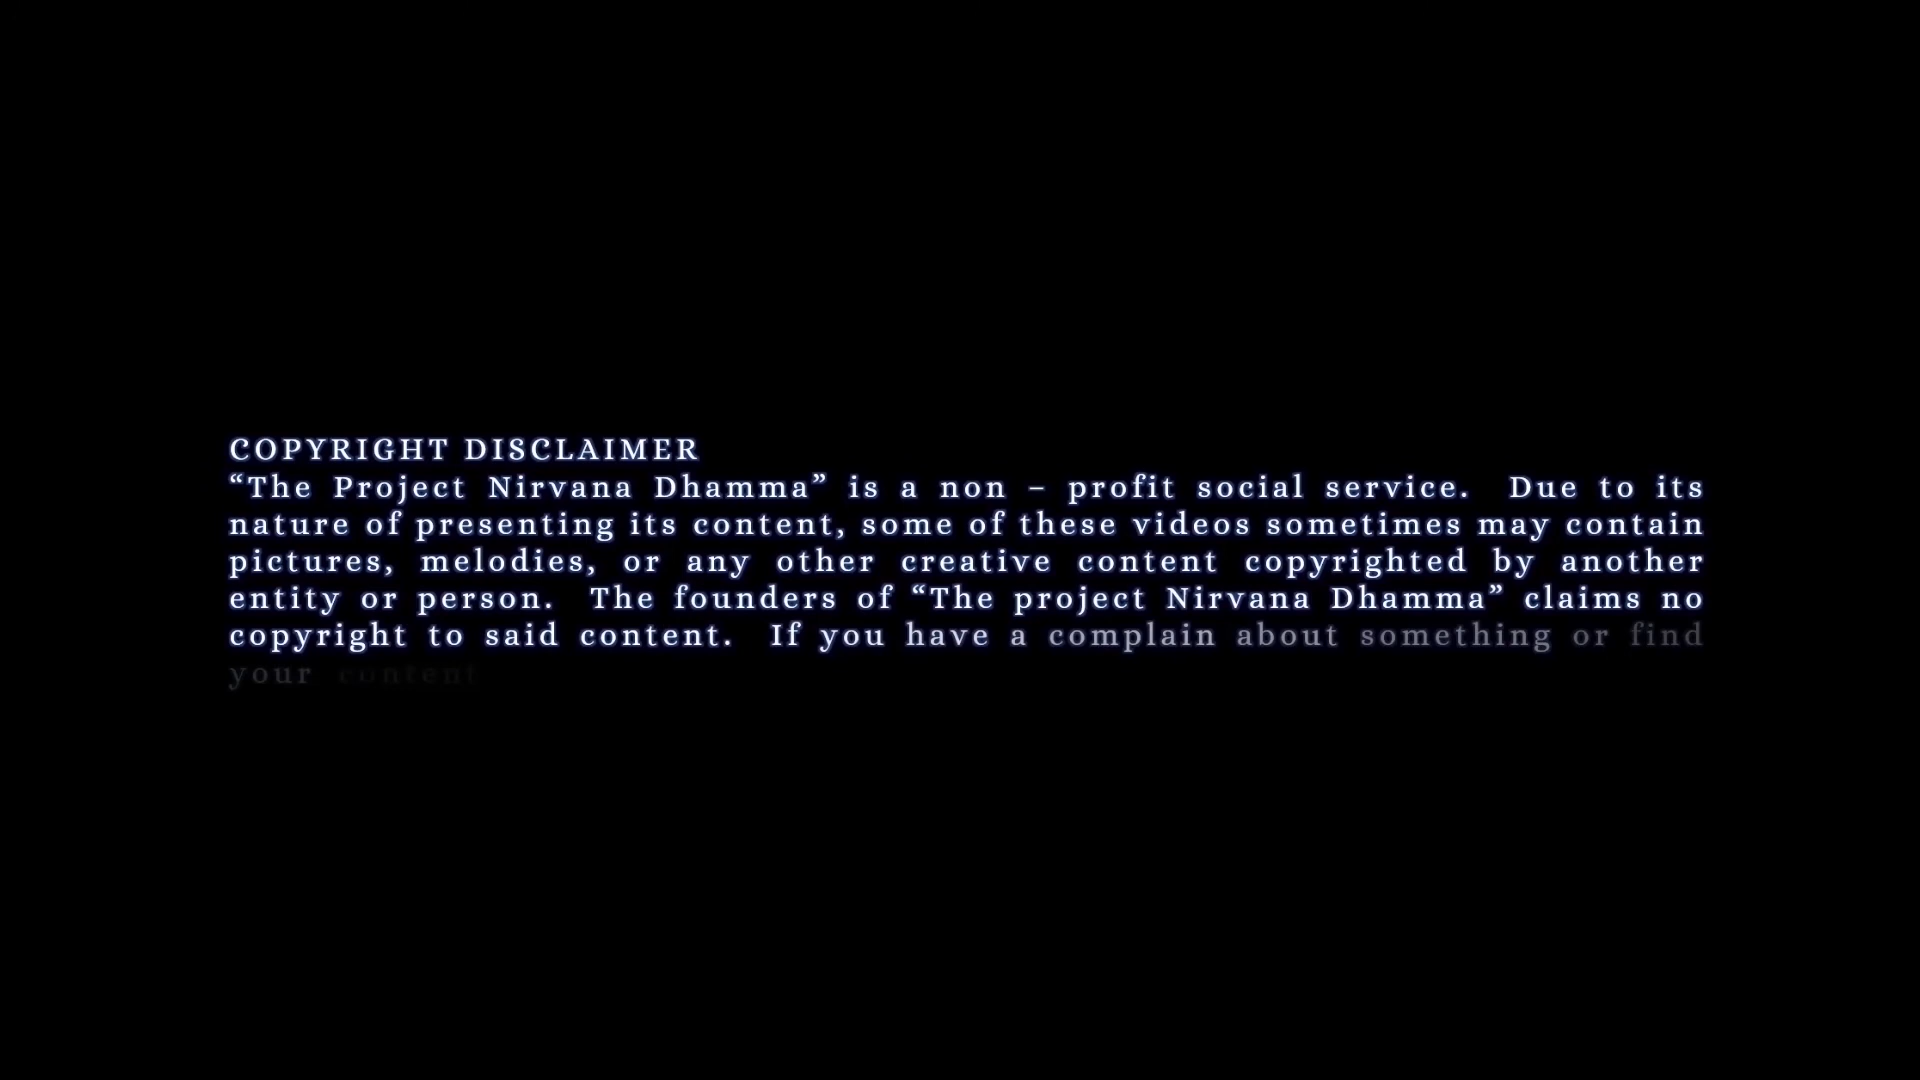 COPYRIGHT DISCLAIMER
“The Project Nirvana Dhamma” is a non – profit social service. Due to its
nature of presenting its content, some of these videos sometimes may contain
pictures, melodies, or any other creative content copyrighted by another
entity or person. The founders of “The project Nirvana Dhamma” claims no
copyright to said content. If you have a complain about something or find
your content